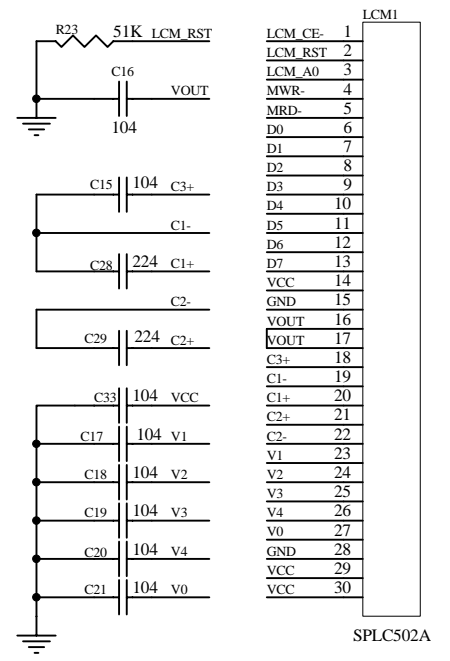 LCM1
R23 51K LCM_RST
C16 VOUT
104
C15 104 C3+
C1-
C28 224 C1+
C2-
C29 224 C2+
C33 104 VCC
C17 104 V1
C18 104 V2
C19 104 V3
C20 104 V4
C21 104 V0
LCM_CE- 1
LCM_RST 2
LCM_A0 3
MWR- 4
MRD- 5
D0 6
D1 7
D2 8
D3 9
D4 10
D5 11
D6 12
D7 13
VCC 14
GND 15
VOUT 16
VOUT 17
C3+ 18
C1- 19
C1+ 20
C2+ 21
C2- 22
V1 23
V2 24
V3 25
V4 26
V0 27
GND 28
VCC 29
VCC 30
SPLC502A